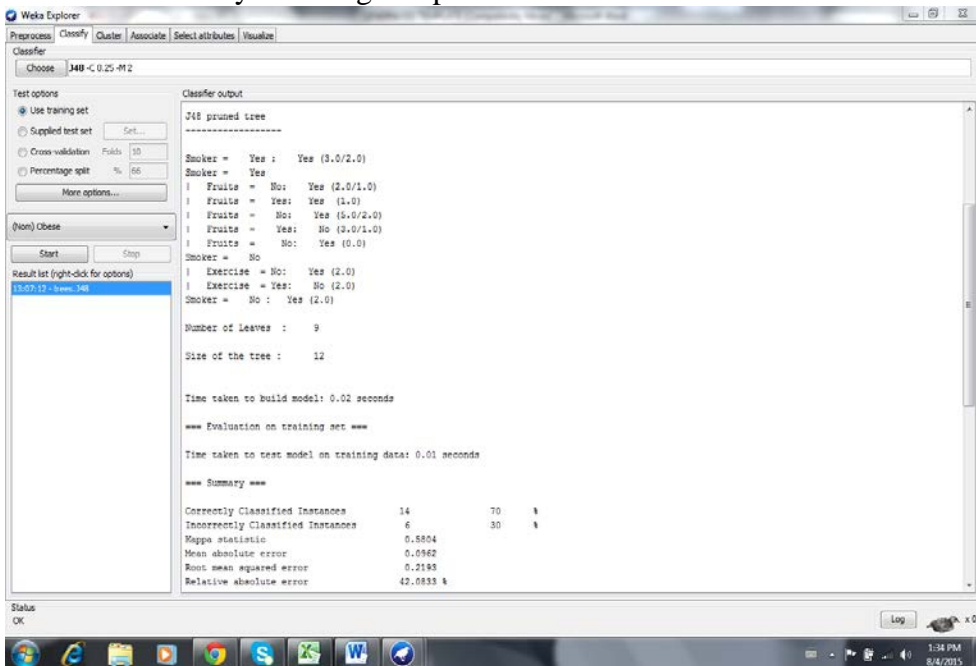 Weka Explorer
Preprocess Classify Cluster Associate Select attributes Visualize
Classifier
Choose J48 -C 0.25 -M 2
Test options
Use training set
Supplied test set Set...
Cross-validation Folds 10
Percentage split % 66
More options...
(Nom) Obese
Start Stop
Result list (right-click for options)
13:07:12 - trees.J48
Classifier output
J48 pruned tree
------------------
Smoker = Yes : Yes (3.0/2.0)
Smoker = Yes
| Fruits = No: Yes (2.0/1.0)
| Fruits = Yes: Yes (1.0)
| Fruits = No: Yes (5.0/2.0)
| Fruits = Yes: No (3.0/1.0)
| Fruits = No: Yes (0.0)
Smoker = No
| Exercise = No: Yes (2.0)
| Exercise = Yes: No (2.0)
Smoker = No : Yes (2.0)
Number of Leaves : 9
Size of the tree : 12
Time taken to build model: 0.02 seconds
=== Evaluation on training set ===
Time taken to test model on training data: 0.01 seconds
=== Summary ===
Correctly Classified Instances 14 70 %
Incorrectly Classified Instances 6 30 %
Kappa statistic 0.5804
Mean absolute error 0.0962
Root mean squared error 0.2193
Relative absolute error 42.0833 %
Status
OK
Log x 0
1:34 PM
8/4/2015